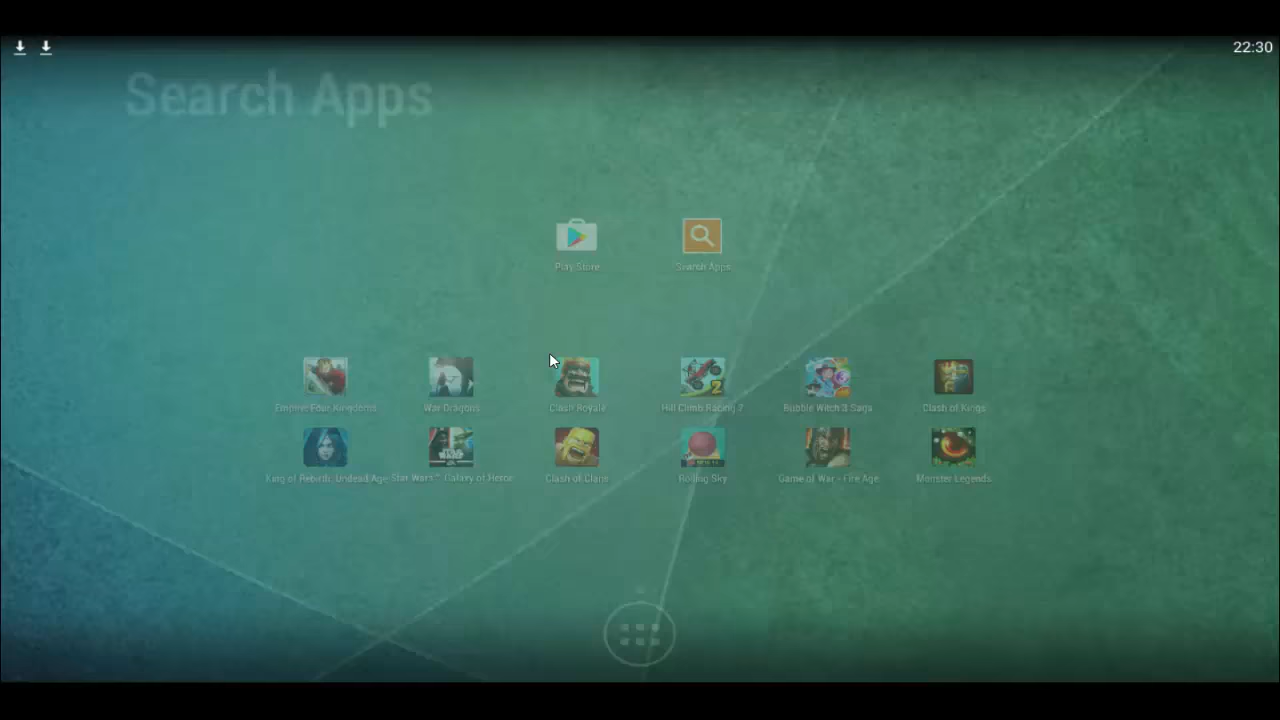 22:30
Search Apps
Play Store
Search Apps
Empire: Four Kingdoms
War Dragons
Clash Royale
Hill Climb Racing 2
Bubble Witch 3 Saga
Clash of Kings
King of Rebirth: Undead Age
Star Wars™: Galaxy of Heroe
Clash of Clans
Rolling Sky
Game of War - Fire Age
Monster Legends